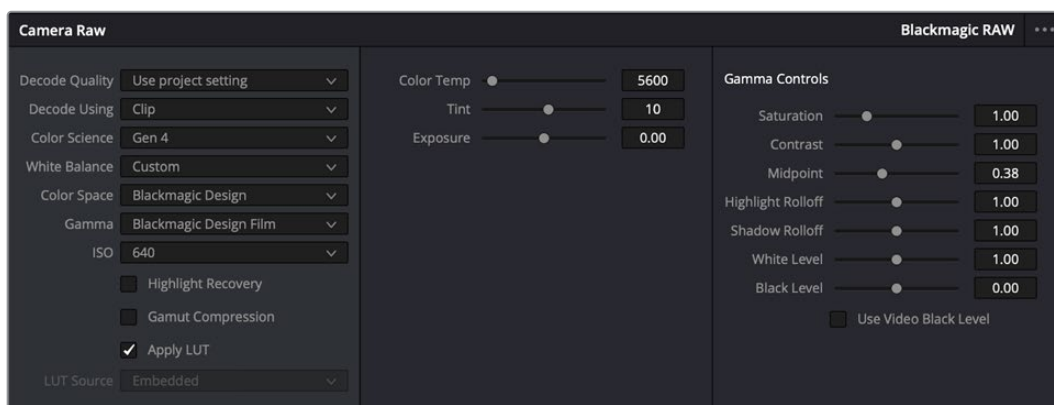 Camera Raw
Blackmagic RAW
Decode Quality Use project setting
Decode Using Clip
Color Science Gen 4
White Balance Custom
Color Space Blackmagic Design
Gamma Blackmagic Design Film
ISO 640
Highlight Recovery
Gamut Compression
Apply LUT
LUT Source Embedded
Color Temp 5600
Tint 10
Exposure 0.00
Gamma Controls
Saturation 1.00
Contrast 1.00
Midpoint 0.38
Highlight Rolloff 1.00
Shadow Rolloff 1.00
White Level 1.00
Black Level 0.00
Use Video Black Level